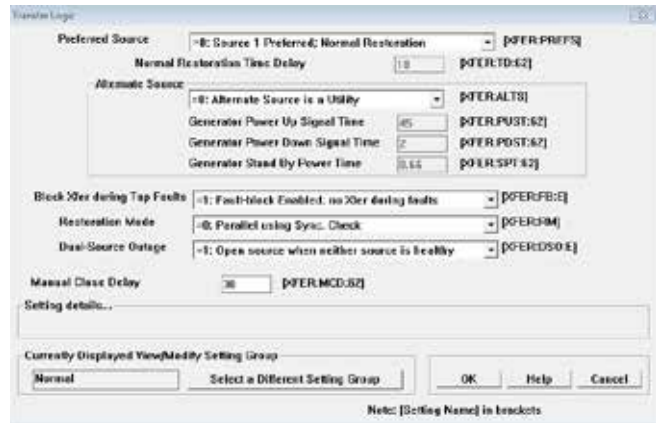 Transfer Logic
Preferred Source =0: Source 1 Preferred; Normal Restoration [XFER:PREFS]
Normal Restoration Time Delay 10 [XFER:TD:62]
Alternate Source
=0: Alternate Source is a Utility [XFER:ALTS]
Generator Power Up Signal Time 45 [XFER:PUST:62]
Generator Power Down Signal Time 2 [XFER:PDST:62]
Generator Stand By Power Time 0.66 [XFER:SPT:62]
Block Xfer during Tap Faults =1: Fault-block Enabled; no Xfer during faults [XFER:FB:E]
Restoration Mode =0: Parallel using Sync. Check [XFER:RM]
Dual-Source Outage =1: Open source when neither source is healthy [XFER:DSO:E]
Manual Close Delay 30 [XFER:MCD:62]
Setting details...
Currently Displayed View/Modify Setting Group
Normal Select a Different Setting Group OK Help Cancel
Note: [Setting Name] in brackets